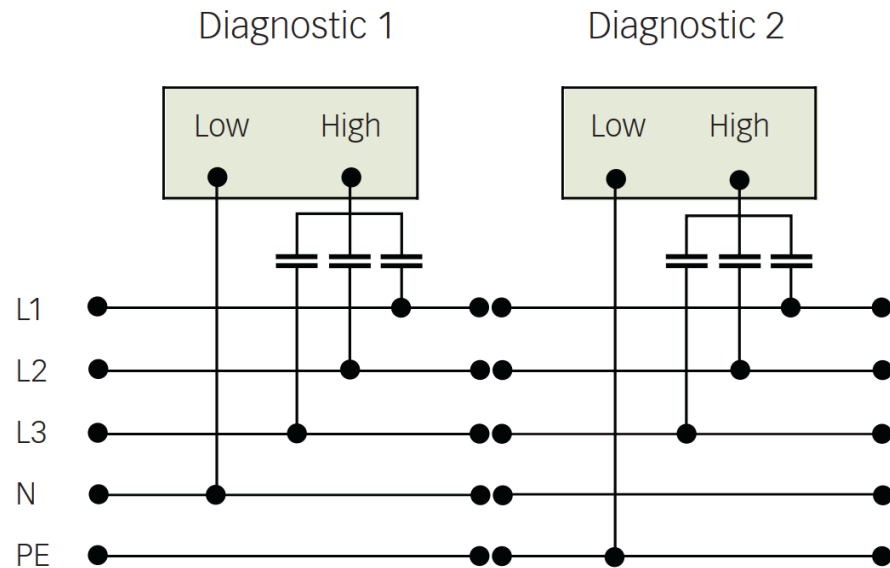 Diagnostic 1
Diagnostic 2
Low High
Low High
L1
L2
L3
N
PE